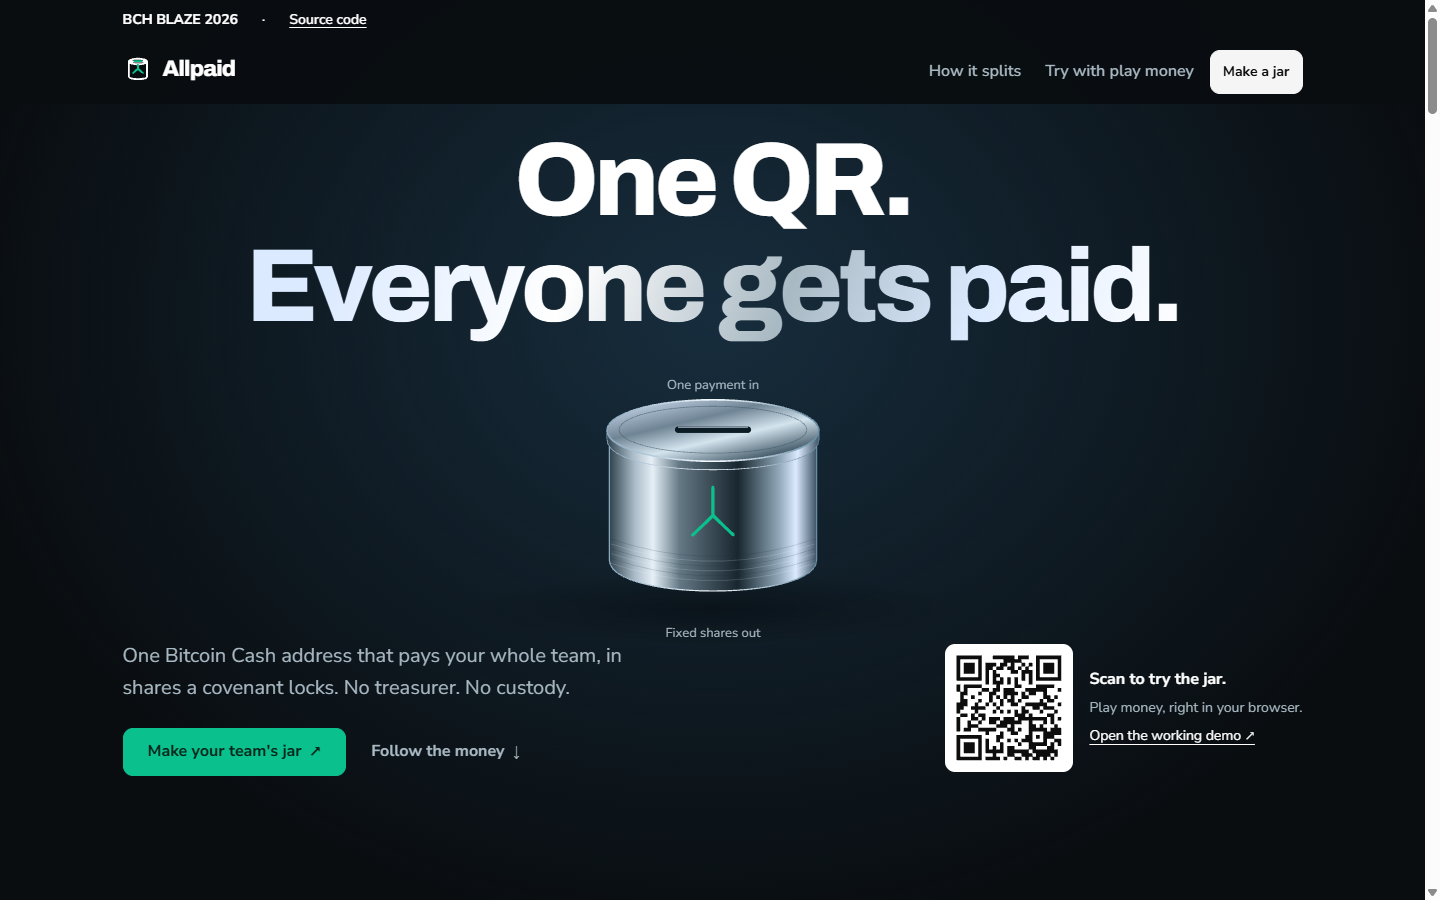 BCH BLAZE 2026 · Source code
Allpaid
How it splits
Try with play money
Make a jar
One QR.
Everyone gets paid.
One payment in
Fixed shares out
One Bitcoin Cash address that pays your whole team, in
shares a covenant locks. No treasurer. No custody.
Make your team's jar ↗
Follow the money ↓
Scan to try the jar.
Play money, right in your browser.
Open the working demo ↗